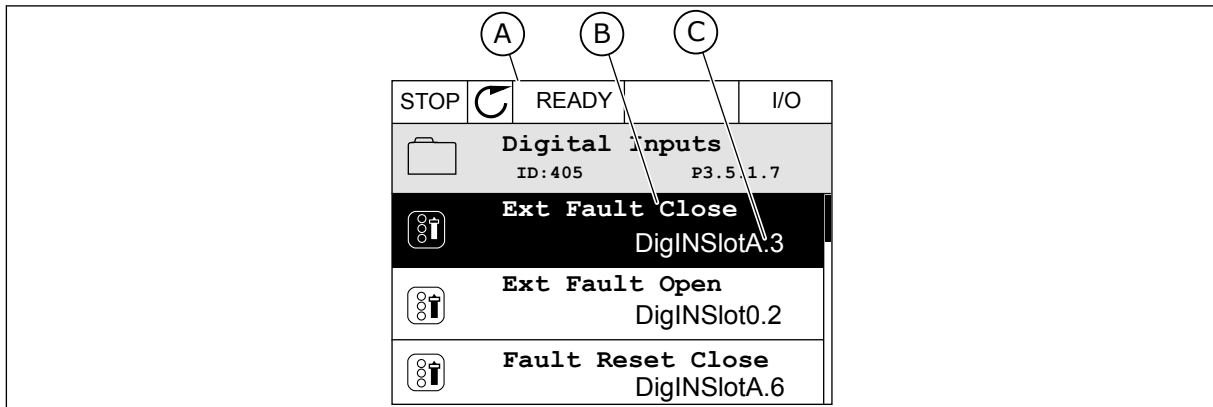 A B C
STOP READY I/O
Digital Inputs
ID:405 P3.5.1.7
Ext Fault Close
DigINSlotA.3
Ext Fault Open
DigINSlot0.2
Fault Reset Close
DigINSlotA.6